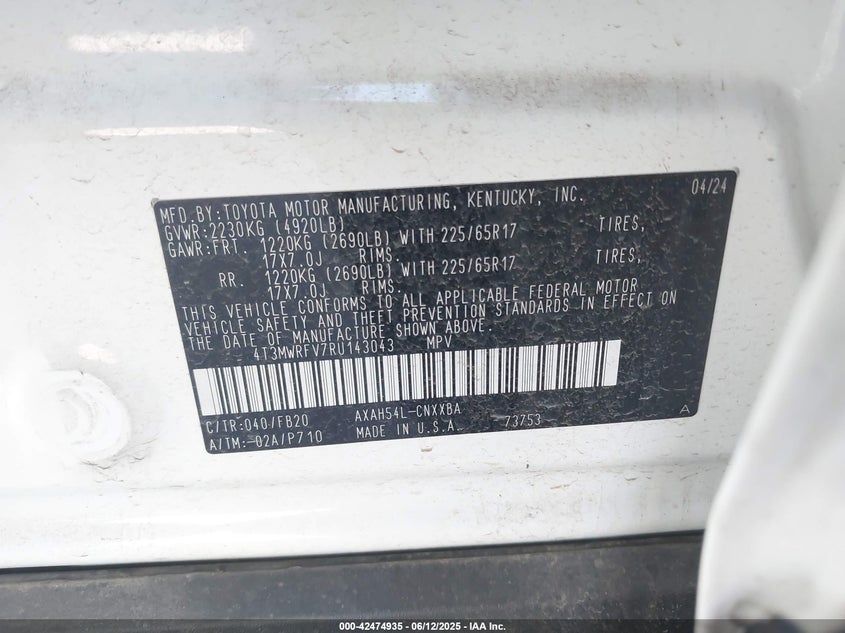 MFD.BY:TOYOTA MOTOR MANUFACTURING, KENTUCKY, INC. 04/24
GVWR:2230KG (4920LB)
GAWR:FRT. 1220KG (2690LB) WITH 225/65R17 TIRES,
17X7.0J RIMS.
RR. 1220KG (2690LB) WITH 225/65R17 TIRES,
17X7.0J RIMS.
THIS VEHICLE CONFORMS TO ALL APPLICABLE FEDERAL MOTOR
VEHICLE SAFETY AND THEFT PREVENTION STANDARDS IN EFFECT ON
THE DATE OF MANUFACTURE SHOWN ABOVE.
4T3MWRFV7RU143043 MPV
C/TR:040/FB20 AXAH54L-CNXXBA
A/TM:-02A/P710 MADE IN U.S.A. 73753 A
000-42474935 - 06/12/2025 - IAA Inc.